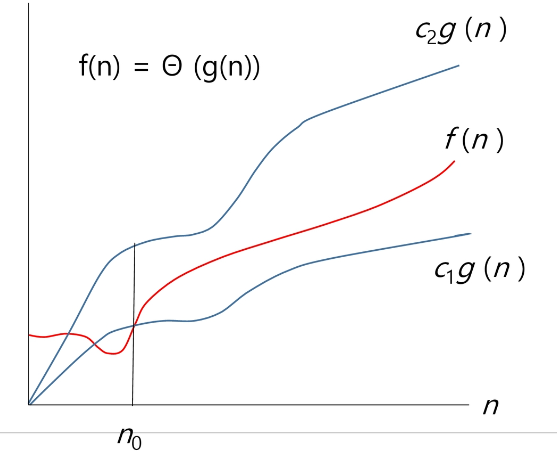 c₂g (n )
f(n) = Θ (g(n))
f (n )
c₁g (n )
n
n₀